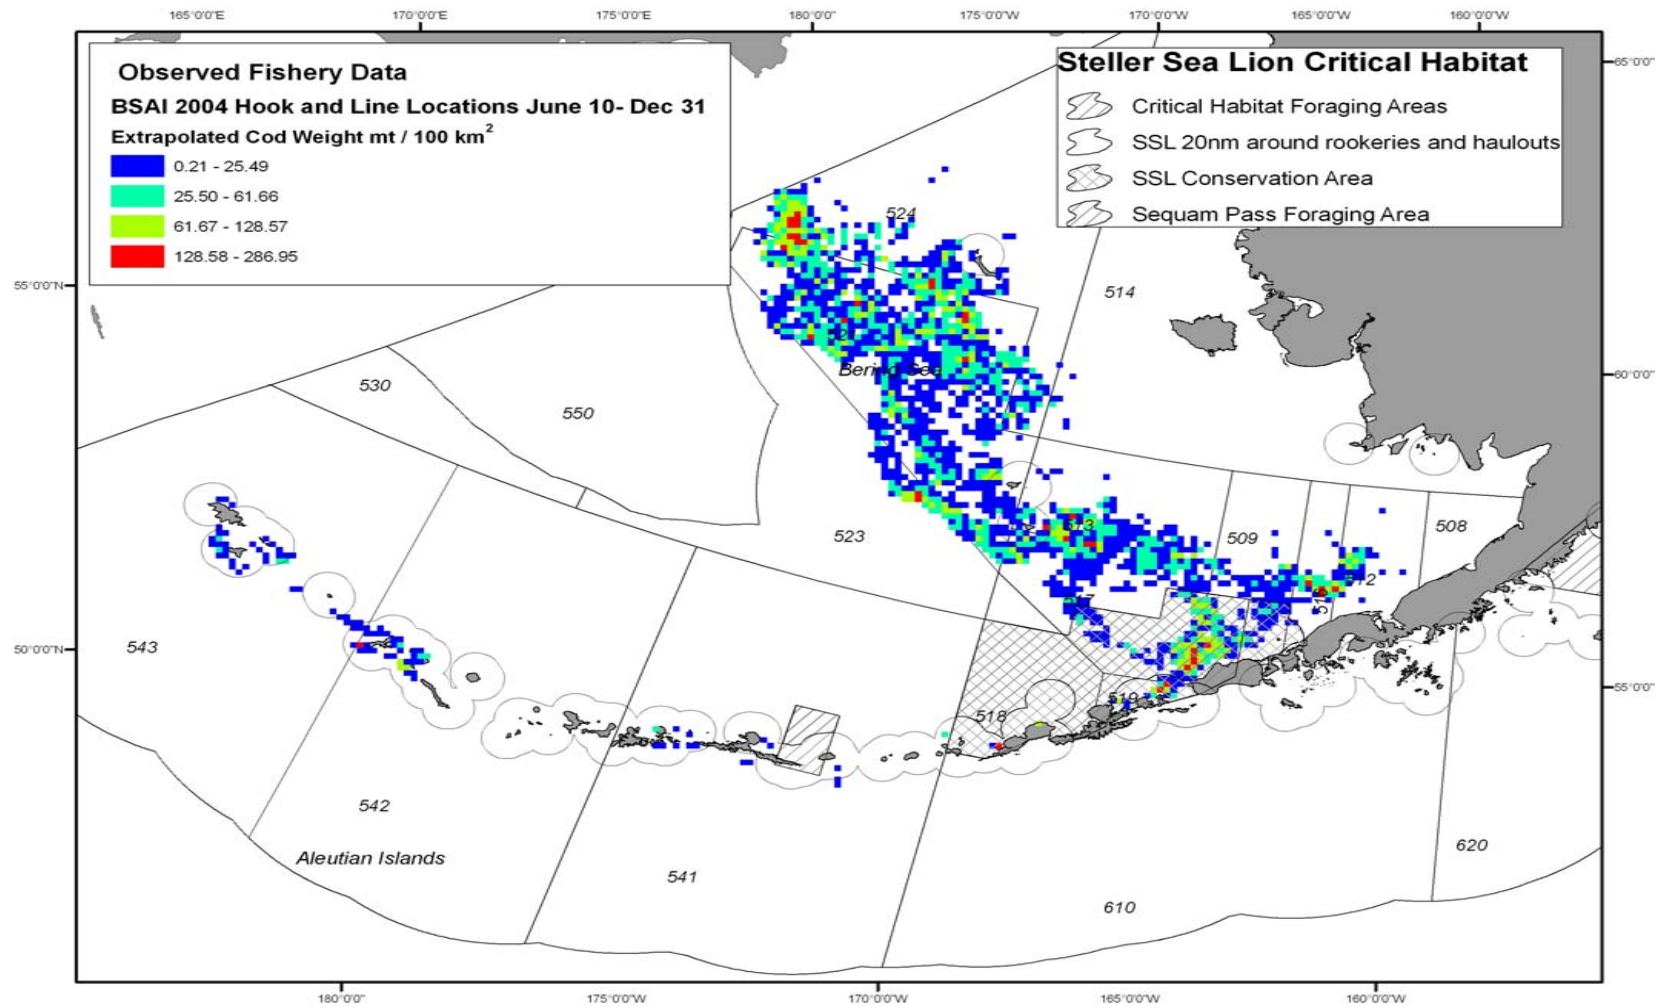 165°0'0"E 170°0'0"E 175°0'0"E 180°0'0" 175°0'0"W 170°0'0"W 165°0'0"W 160°0'0"W
Observed Fishery Data
BSAI 2004 Hook and Line Locations June 10- Dec 31
Extrapolated Cod Weight mt / 100 km2
0.21 - 25.49
25.50 - 61.66
61.67 - 128.57
128.58 - 286.95
Steller Sea Lion Critical Habitat
Critical Habitat Foraging Areas
SSL 20nm around rookeries and haulouts
SSL Conservation Area
Sequam Pass Foraging Area
65°0'0"N
524
55°0'0"N
514
Bering Sea
60°0'0"N
530
550
513
508
523
509
512
543
50°0'0"N
55°0'0"N
519
518
542
620
Aleutian Islands
541
610
180°0'0" 175°0'0"W 170°0'0"W 165°0'0"W 160°0'0"W